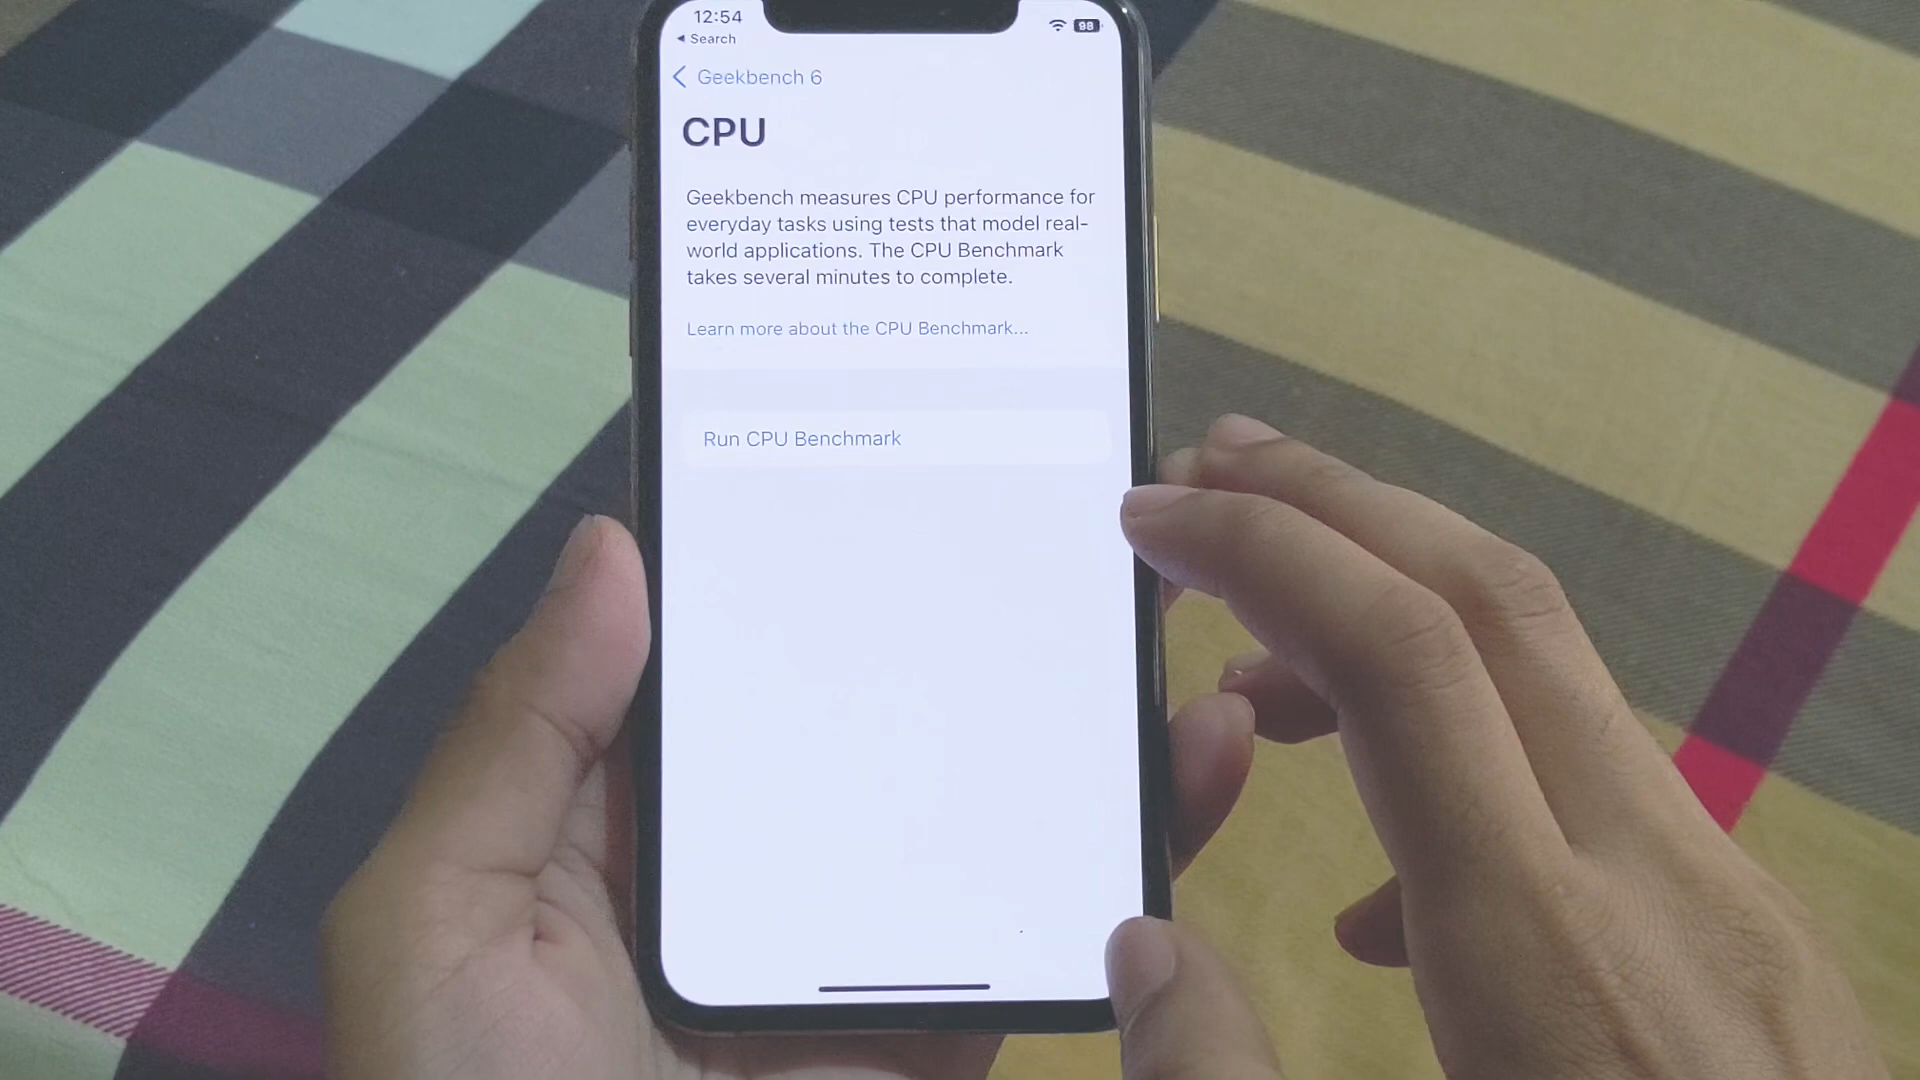 12:54
98
◂ Search
Geekbench 6
CPU
Geekbench measures CPU performance for
everyday tasks using tests that model real-
world applications. The CPU Benchmark
takes several minutes to complete.
Learn more about the CPU Benchmark...
Run CPU Benchmark